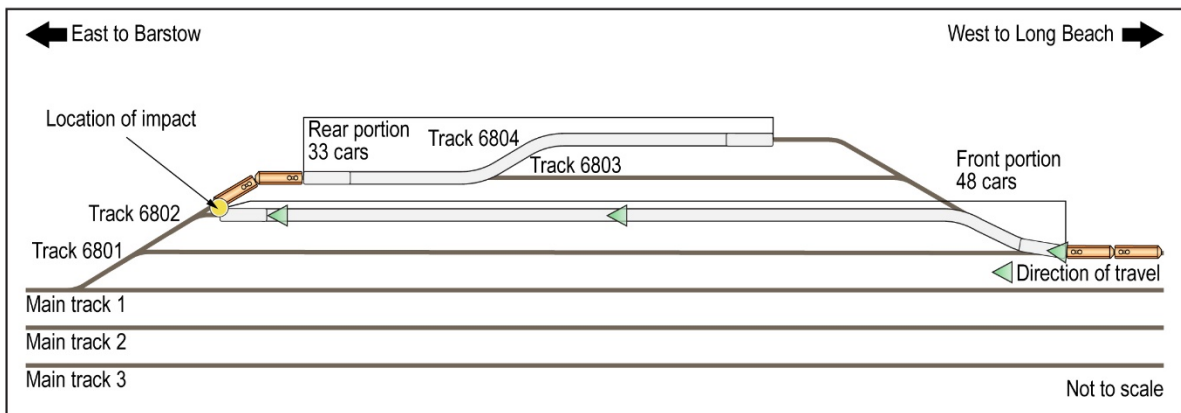 East to Barstow
West to Long Beach
Location of impact
Rear portion
33 cars
Track 6804
Track 6803
Front portion
48 cars
Track 6802
Track 6801
Direction of travel
Main track 1
Main track 2
Main track 3
Not to scale